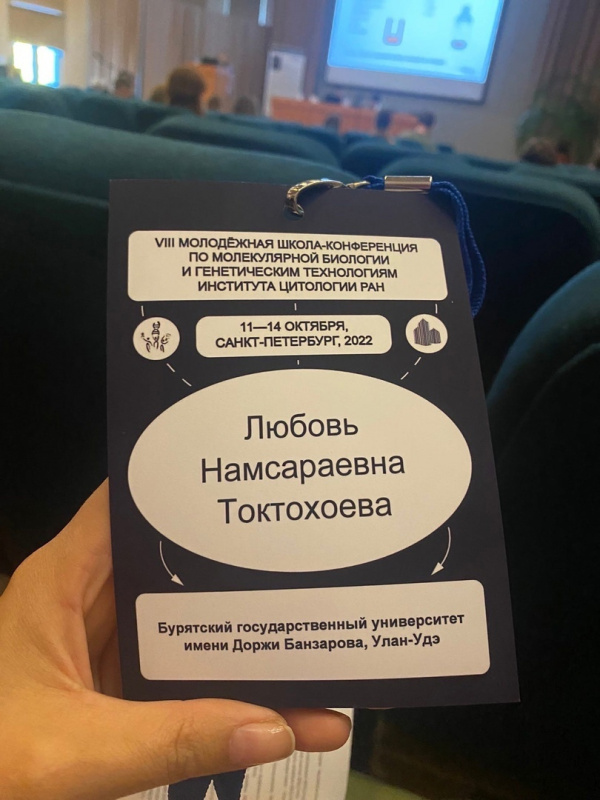 VIII МОЛОДЁЖНАЯ ШКОЛА-КОНФЕРЕНЦИЯ
ПО МОЛЕКУЛЯРНОЙ БИОЛОГИИ
И ГЕНЕТИЧЕСКИМ ТЕХНОЛОГИЯМ
ИНСТИТУТА ЦИТОЛОГИИ РАН
11—14 ОКТЯБРЯ,
САНКТ-ПЕТЕРБУРГ, 2022
Любовь
Намсараевна
Токтохоева
Бурятский государственный университет
имени Доржи Банзарова, Улан-Удэ